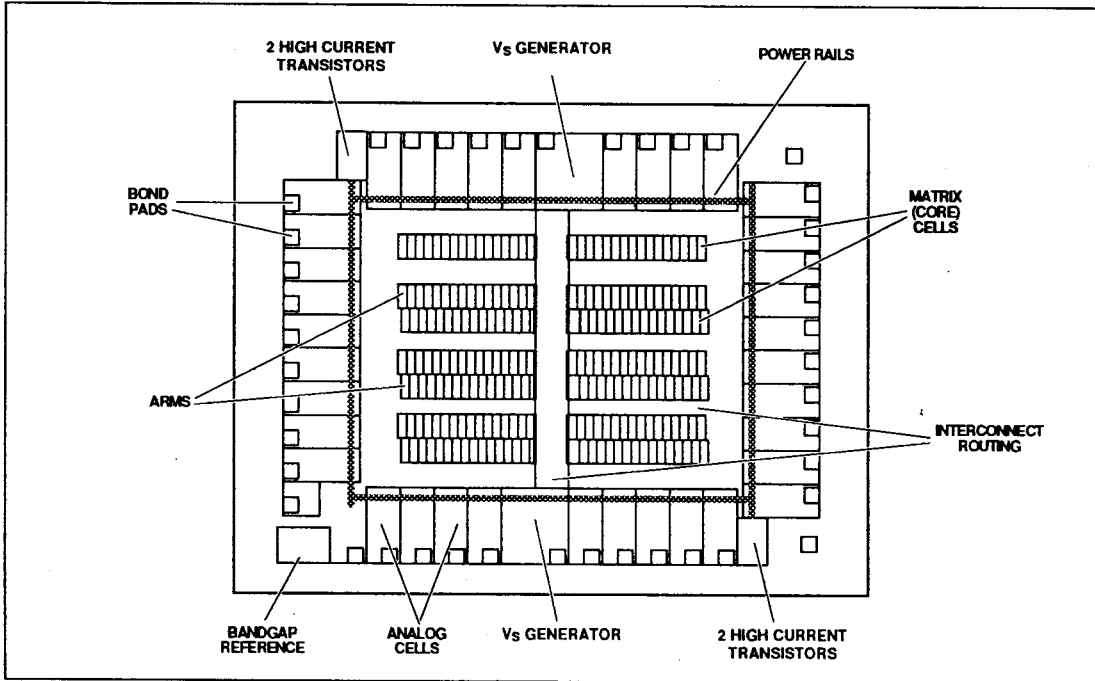 2 HIGH CURRENT
TRANSISTORS
VS GENERATOR
POWER RAILS
BOND
PADS
MATRIX
(CORE)
CELLS
ARMS
INTERCONNECT
ROUTING
BANDGAP
REFERENCE
ANALOG
CELLS
VS GENERATOR
2 HIGH CURRENT
TRANSISTORS